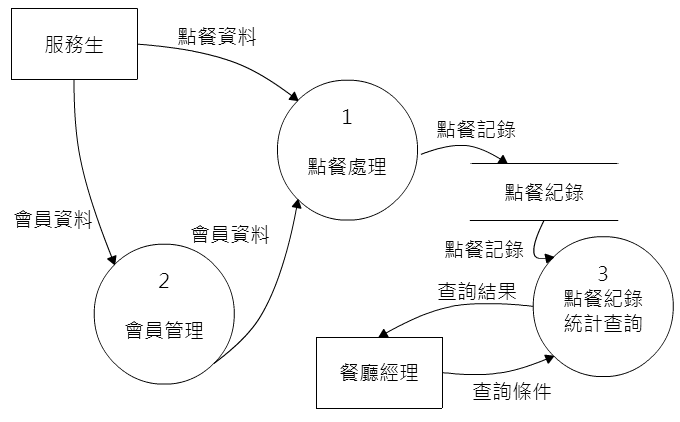 服務生
點餐資料
1
點餐處理
點餐記錄
點餐紀錄
會員資料
會員資料
點餐記錄
2
會員管理
3
點餐紀錄
統計查詢
查詢結果
餐廳經理
查詢條件